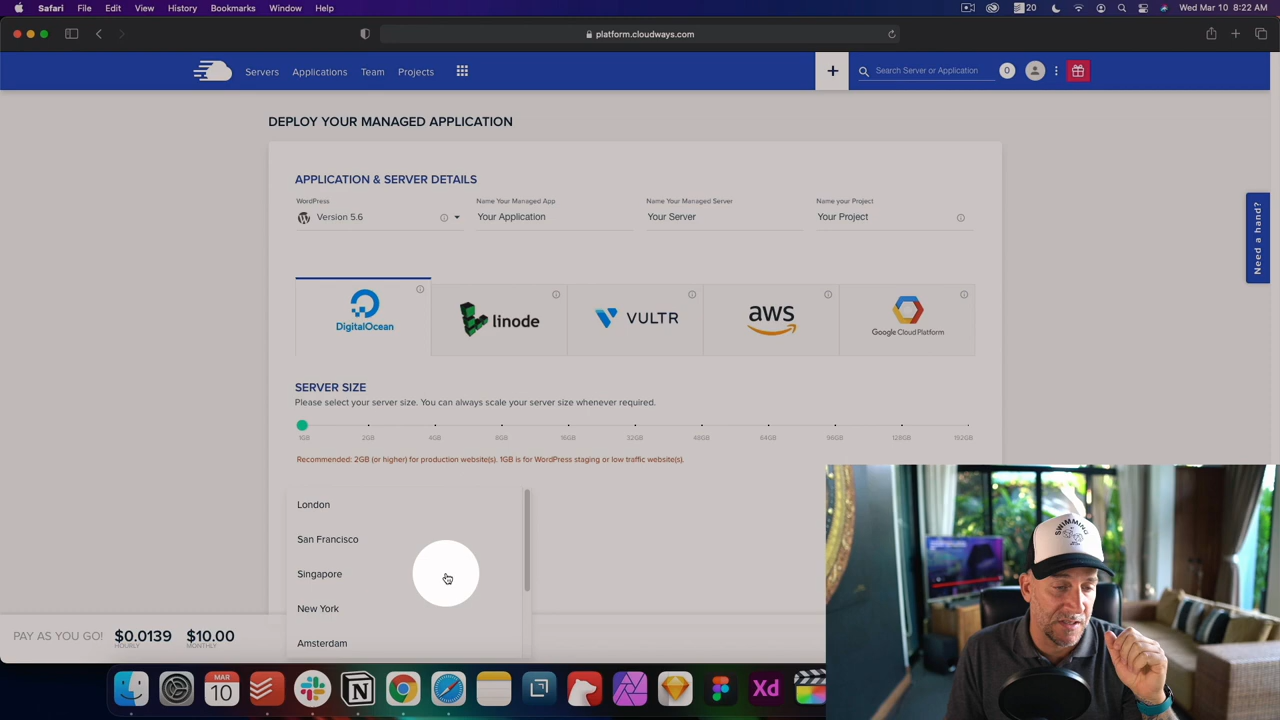 Safari File Edit View History Bookmarks Window Help
20 Wed Mar 10 8:22 AM
platform.cloudways.com
Servers Applications Team Projects
+ Search Server or Application 0
DEPLOY YOUR MANAGED APPLICATION
APPLICATION & SERVER DETAILS
WordPress Name Your Managed App Name Your Managed Server Name your Project
Version 5.6 Your Application Your Server Your Project
Need a hand?
DigitalOcean linode VULTR aws Google Cloud Platform
SERVER SIZE
Please select your server size. You can always scale your server size whenever required.
1GB 2GB 4GB 8GB 16GB 32GB 48GB 64GB 96GB 128GB 192GB
Recommended: 2GB (or higher) for production website(s). 1GB is for WordPress staging or low traffic website(s).
London
San Francisco
Singapore
New York
Amsterdam
PAY AS YOU GO! $0.0139 $10.00
HOURLY MONTHLY
SWIMMING
MAR
10
Xd